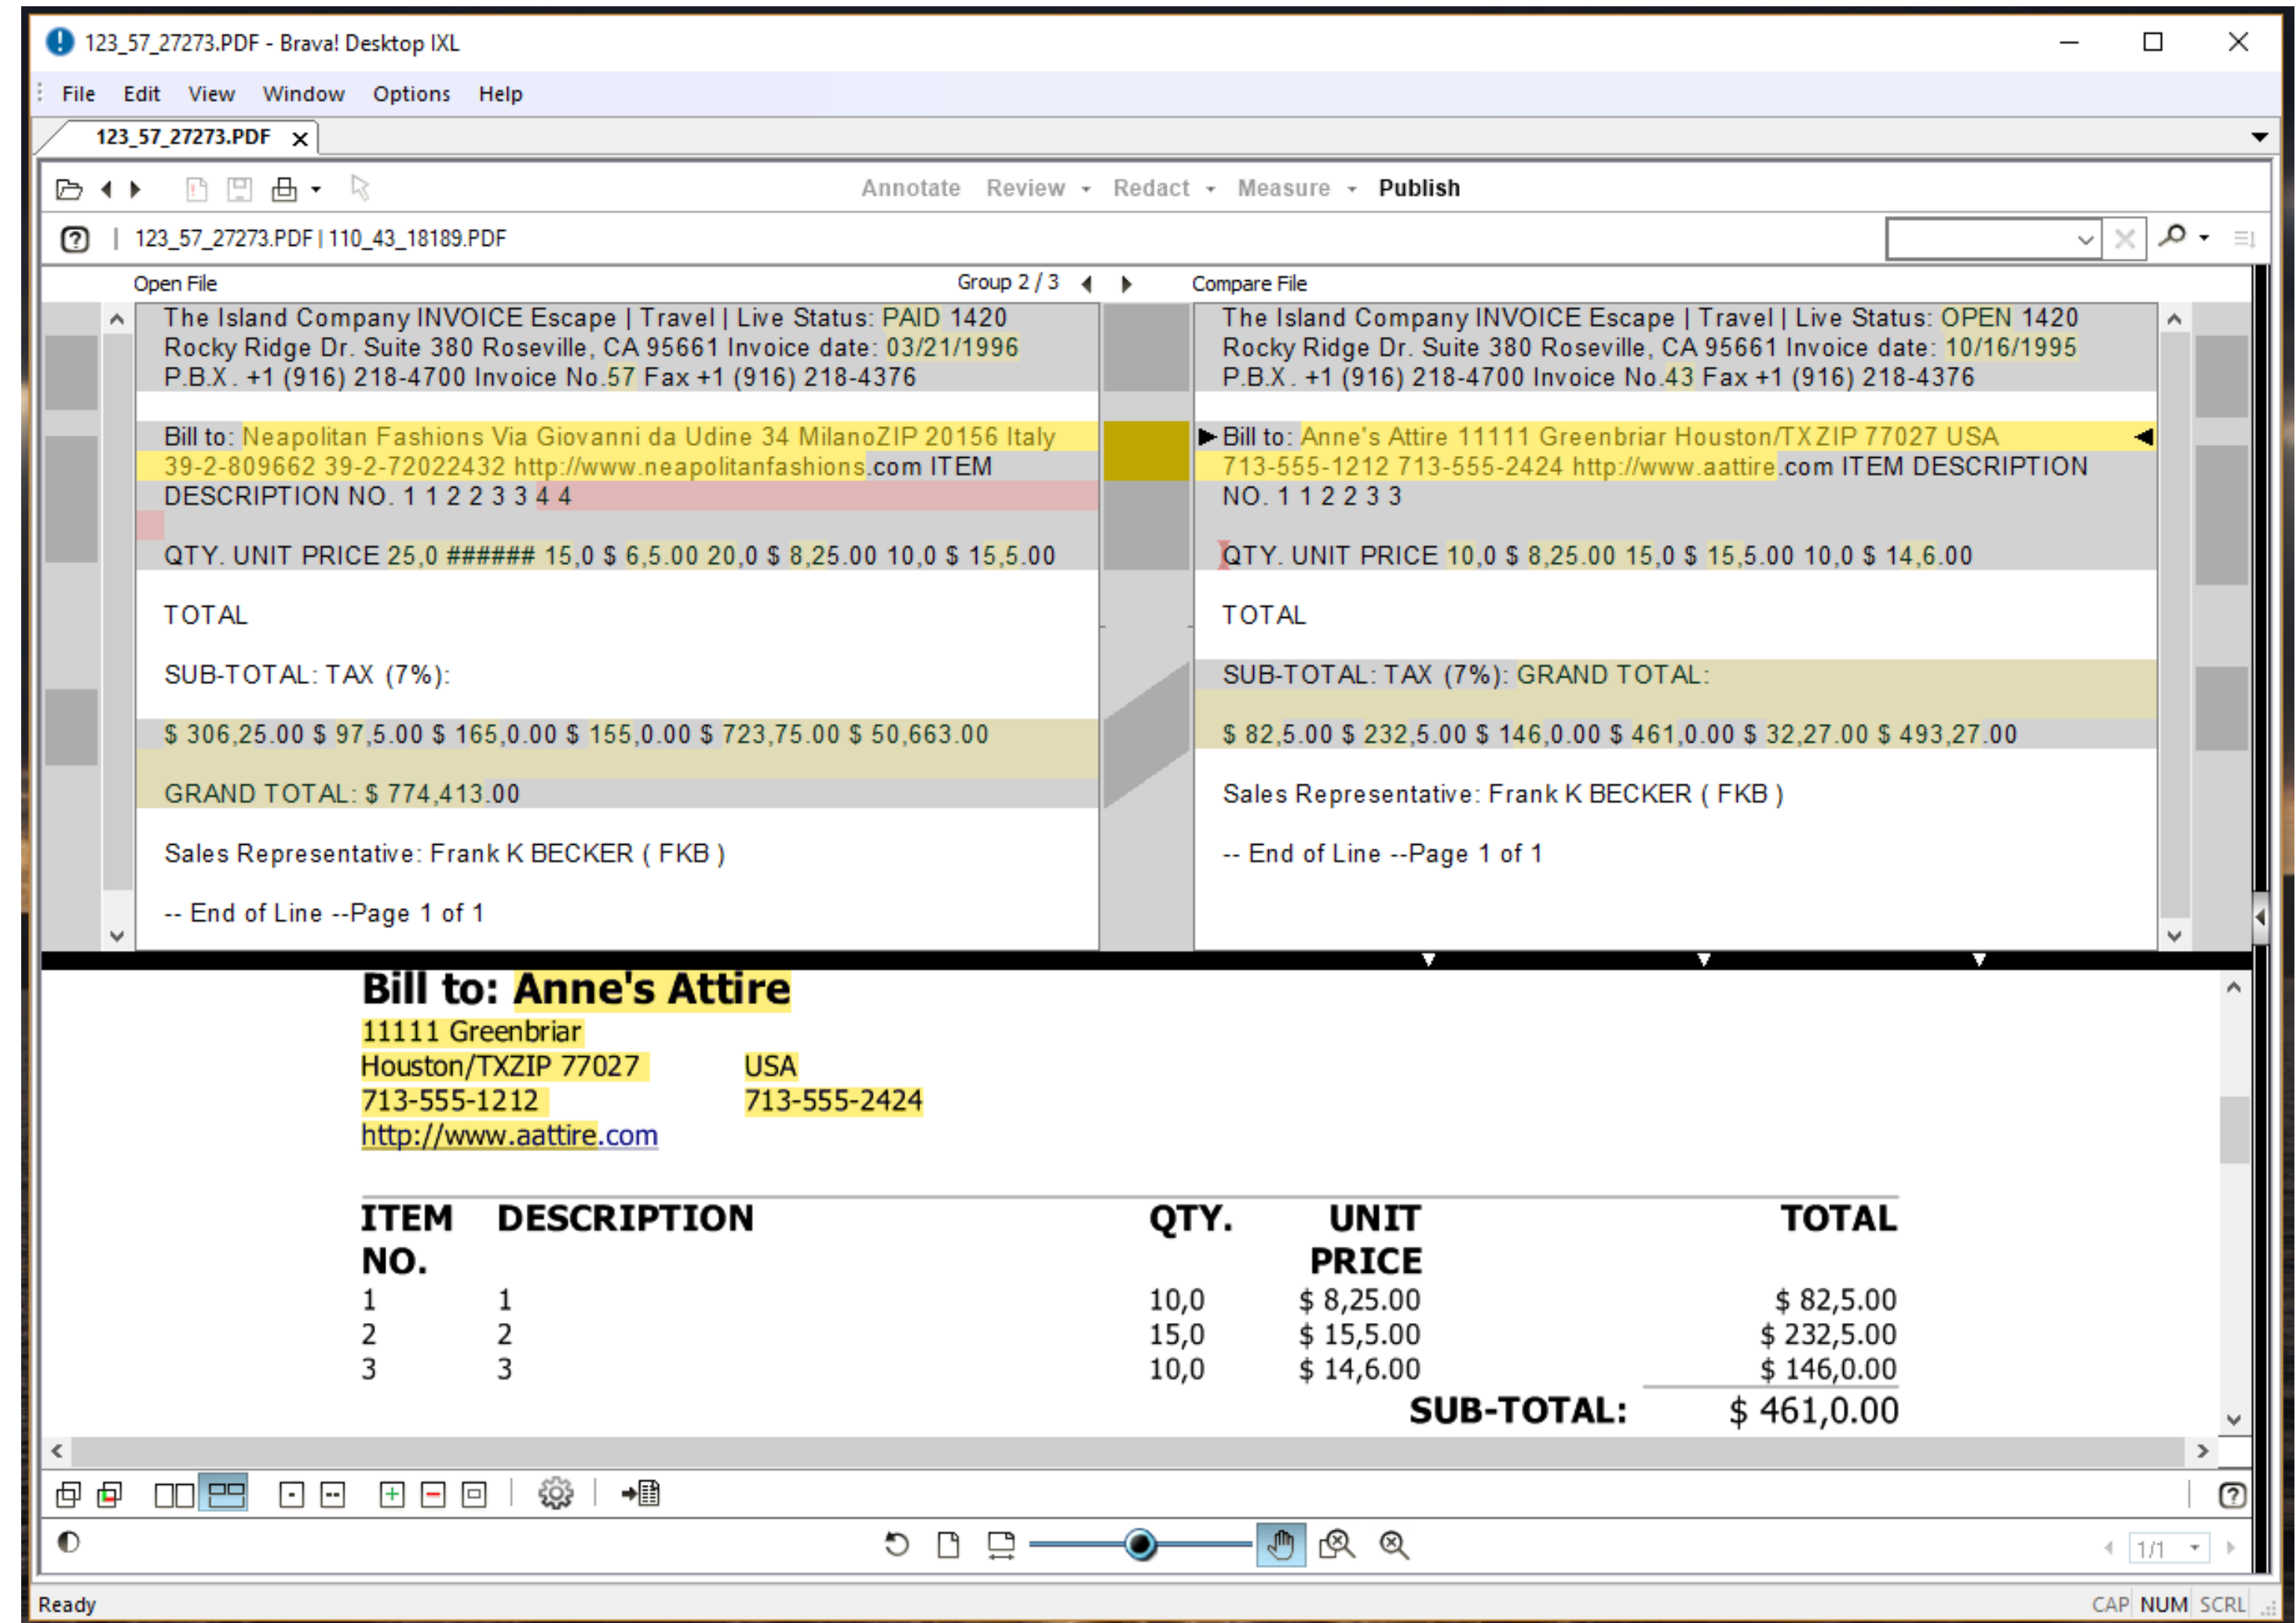 123_57_27273.PDF - Brava! Desktop IXL
File Edit View Window Options Help
123_57_27273.PDF
Annotate Review Redact Measure Publish
123_57_27273.PDF | 110_43_18189.PDF
Open File Group 2 / 3 Compare File
The Island Company INVOICE Escape | Travel | Live Status: PAID 1420
Rocky Ridge Dr. Suite 380 Roseville, CA 95661 Invoice date: 03/21/1996
P.B.X. +1 (916) 218-4700 Invoice No.57 Fax +1 (916) 218-4376
Bill to: Neapolitan Fashions Via Giovanni da Udine 34 MilanoZIP 20156 Italy
39-2-809662 39-2-72022432 http://www.neapolitanfashions.com ITEM
DESCRIPTION NO. 1 1 2 2 3 3 4 4
QTY. UNIT PRICE 25,0 ###### 15,0 $ 6,5.00 20,0 $ 8,25.00 10,0 $ 15,5.00
TOTAL
SUB-TOTAL: TAX (7%):
$ 306,25.00 $ 97,5.00 $ 165,0.00 $ 155,0.00 $ 723,75.00 $ 50,663.00
GRAND TOTAL: $ 774,413.00
Sales Representative: Frank K BECKER ( FKB )
-- End of Line --Page 1 of 1
The Island Company INVOICE Escape | Travel | Live Status: OPEN 1420
Rocky Ridge Dr. Suite 380 Roseville, CA 95661 Invoice date: 10/16/1995
P.B.X. +1 (916) 218-4700 Invoice No.43 Fax +1 (916) 218-4376
Bill to: Anne's Attire 11111 Greenbriar Houston/TXZIP 77027 USA
713-555-1212 713-555-2424 http://www.aattire.com ITEM DESCRIPTION
NO. 1 1 2 2 3 3
QTY. UNIT PRICE 10,0 $ 8,25.00 15,0 $ 15,5.00 10,0 $ 14,6.00
TOTAL
SUB-TOTAL: TAX (7%): GRAND TOTAL:
$ 82,5.00 $ 232,5.00 $ 146,0.00 $ 461,0.00 $ 32,27.00 $ 493,27.00
Sales Representative: Frank K BECKER ( FKB )
-- End of Line --Page 1 of 1
Bill to: Anne's Attire
11111 Greenbriar
Houston/TXZIP 77027 USA
713-555-1212 713-555-2424
http://www.aattire.com
ITEM DESCRIPTION QTY. UNIT TOTAL
NO. PRICE
1 1 10,0 $ 8,25.00 $ 82,5.00
2 2 15,0 $ 15,5.00 $ 232,5.00
3 3 10,0 $ 14,6.00 $ 146,0.00
SUB-TOTAL: $ 461,0.00
1/1
Ready CAP NUM SCRL